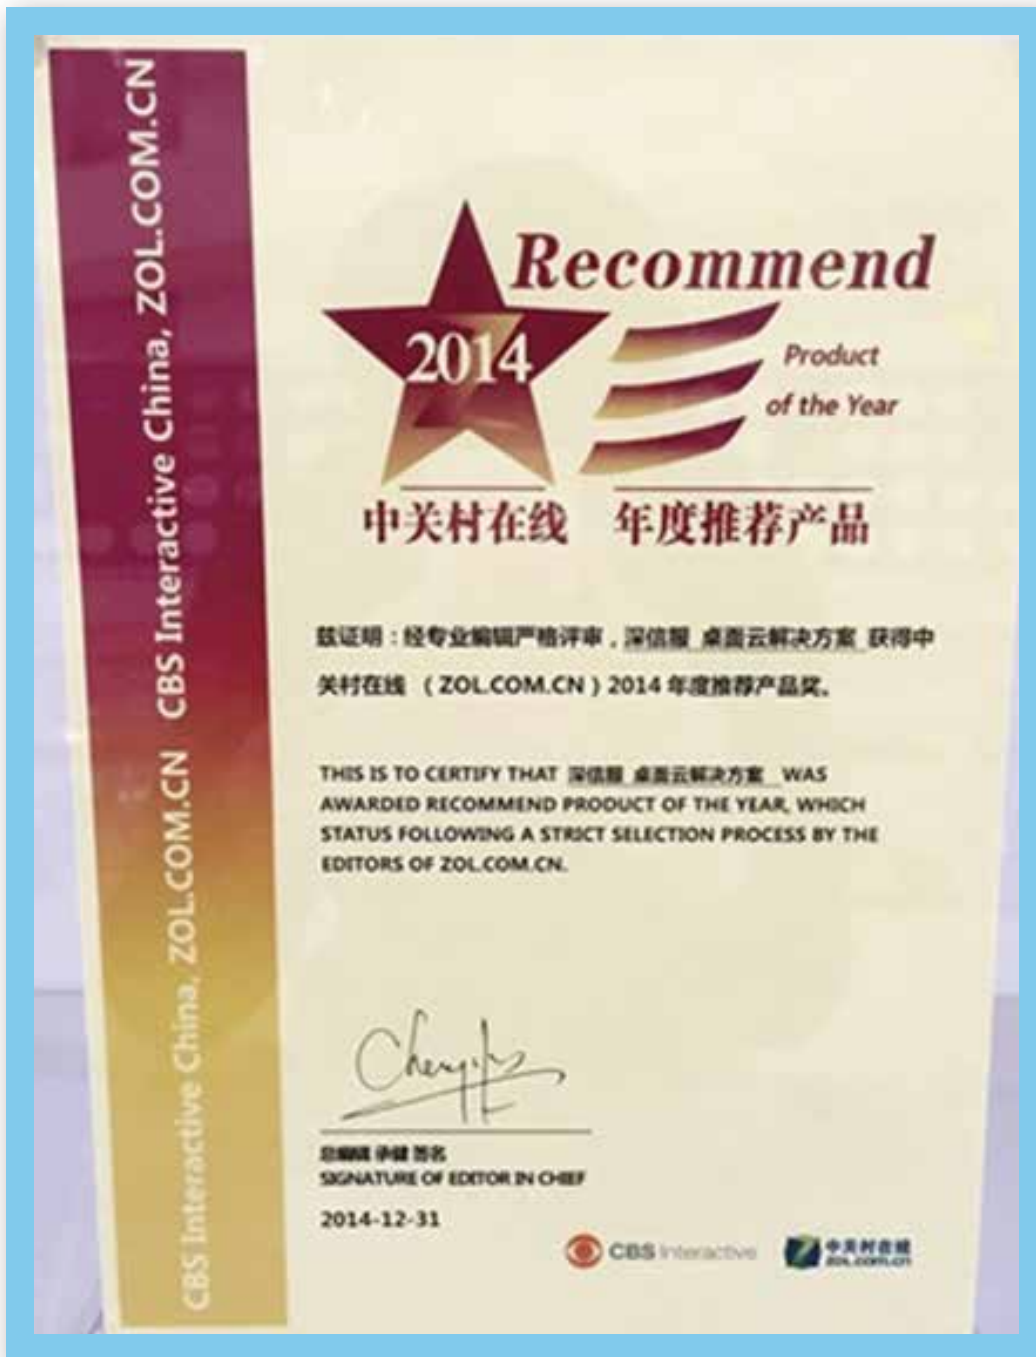 CBS Interactive China, ZOL.COM.CN CBS Interactive China, ZOL.COM.CN
Recommend
2014
Product
of the Year
中关村在线 年度推荐产品
兹证明：经专业编辑严格评审，深信服 桌面云解决方案 获得中
关村在线 （ZOL.COM.CN）2014 年度推荐产品奖。
THIS IS TO CERTIFY THAT 深信服 桌面云解决方案 WAS
AWARDED RECOMMEND PRODUCT OF THE YEAR, WHICH
STATUS FOLLOWING A STRICT SELECTION PROCESS BY THE
EDITORS OF ZOL.COM.CN.
总编辑 承健 签名
SIGNATURE OF EDITOR IN CHIEF
2014-12-31
CBS Interactive
中关村在线
ZOL.COM.CN